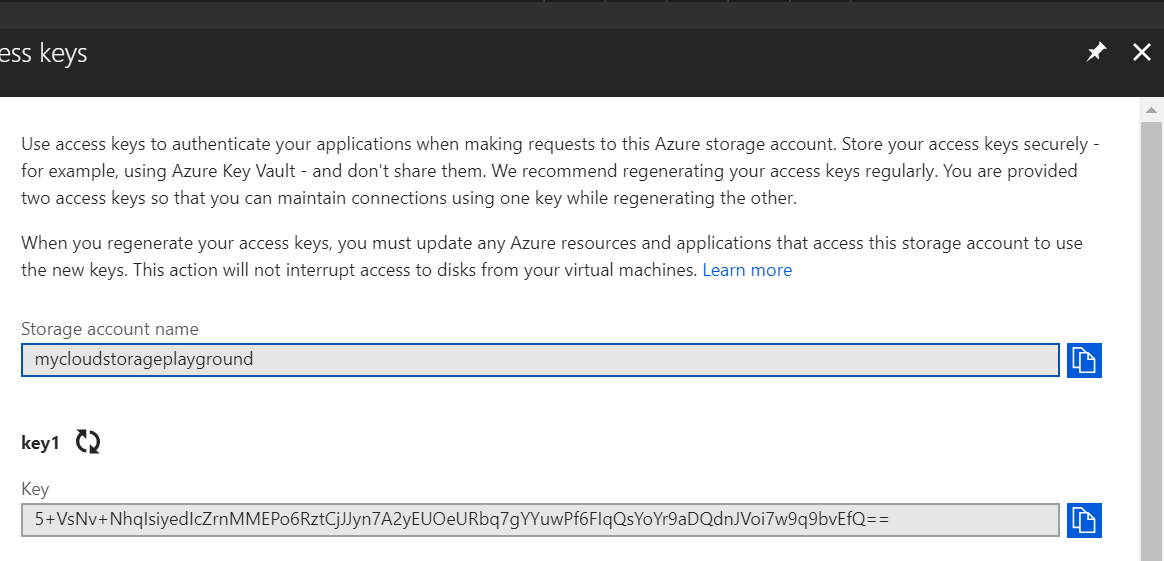 ess keys
Use access keys to authenticate your applications when making requests to this Azure storage account. Store your access keys securely -
for example, using Azure Key Vault - and don't share them. We recommend regenerating your access keys regularly. You are provided
two access keys so that you can maintain connections using one key while regenerating the other.
When you regenerate your access keys, you must update any Azure resources and applications that access this storage account to use
the new keys. This action will not interrupt access to disks from your virtual machines. Learn more
Storage account name
mycloudstorageplayground
key1
Key